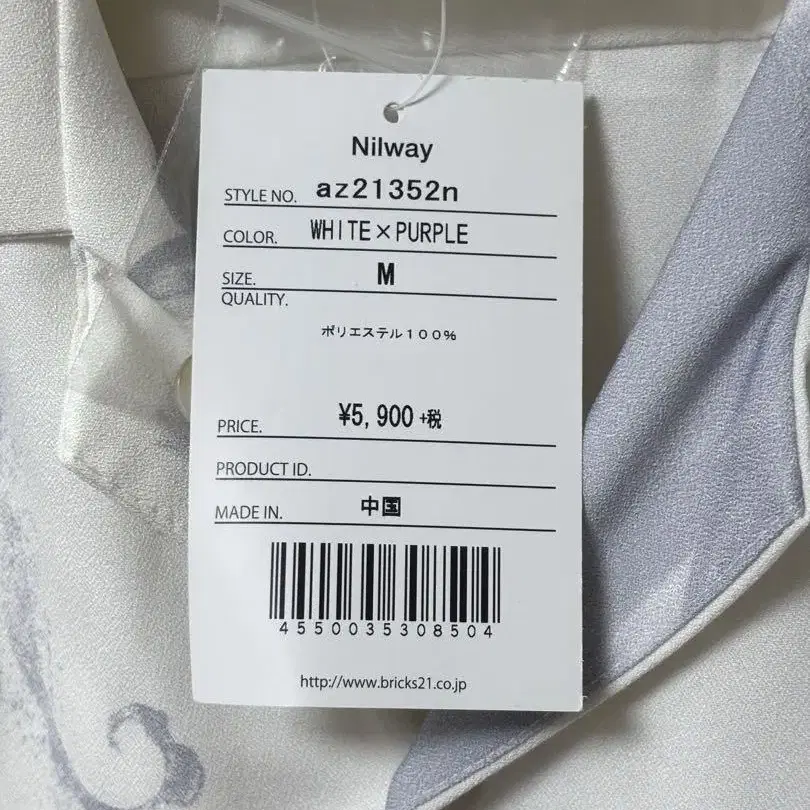 Nilway
STYLE NO. az21352n
COLOR. WHITE×PURPLE
SIZE. M
QUALITY.
ポリエステル100%
PRICE. ¥5,900+税
PRODUCT ID.
MADE IN. 中国
4550035308504
http://www.bricks21.co.jp